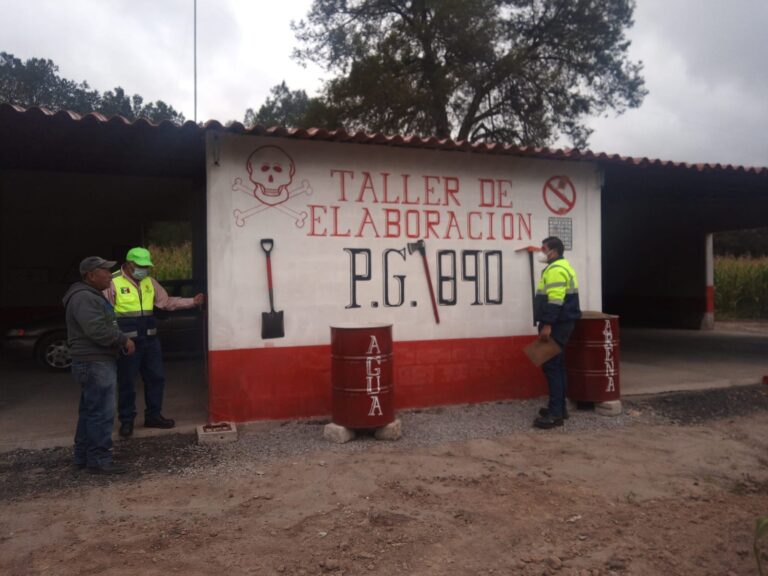 TALLER DE
ELABORACION
P.G. 890
AGUA
ARENA